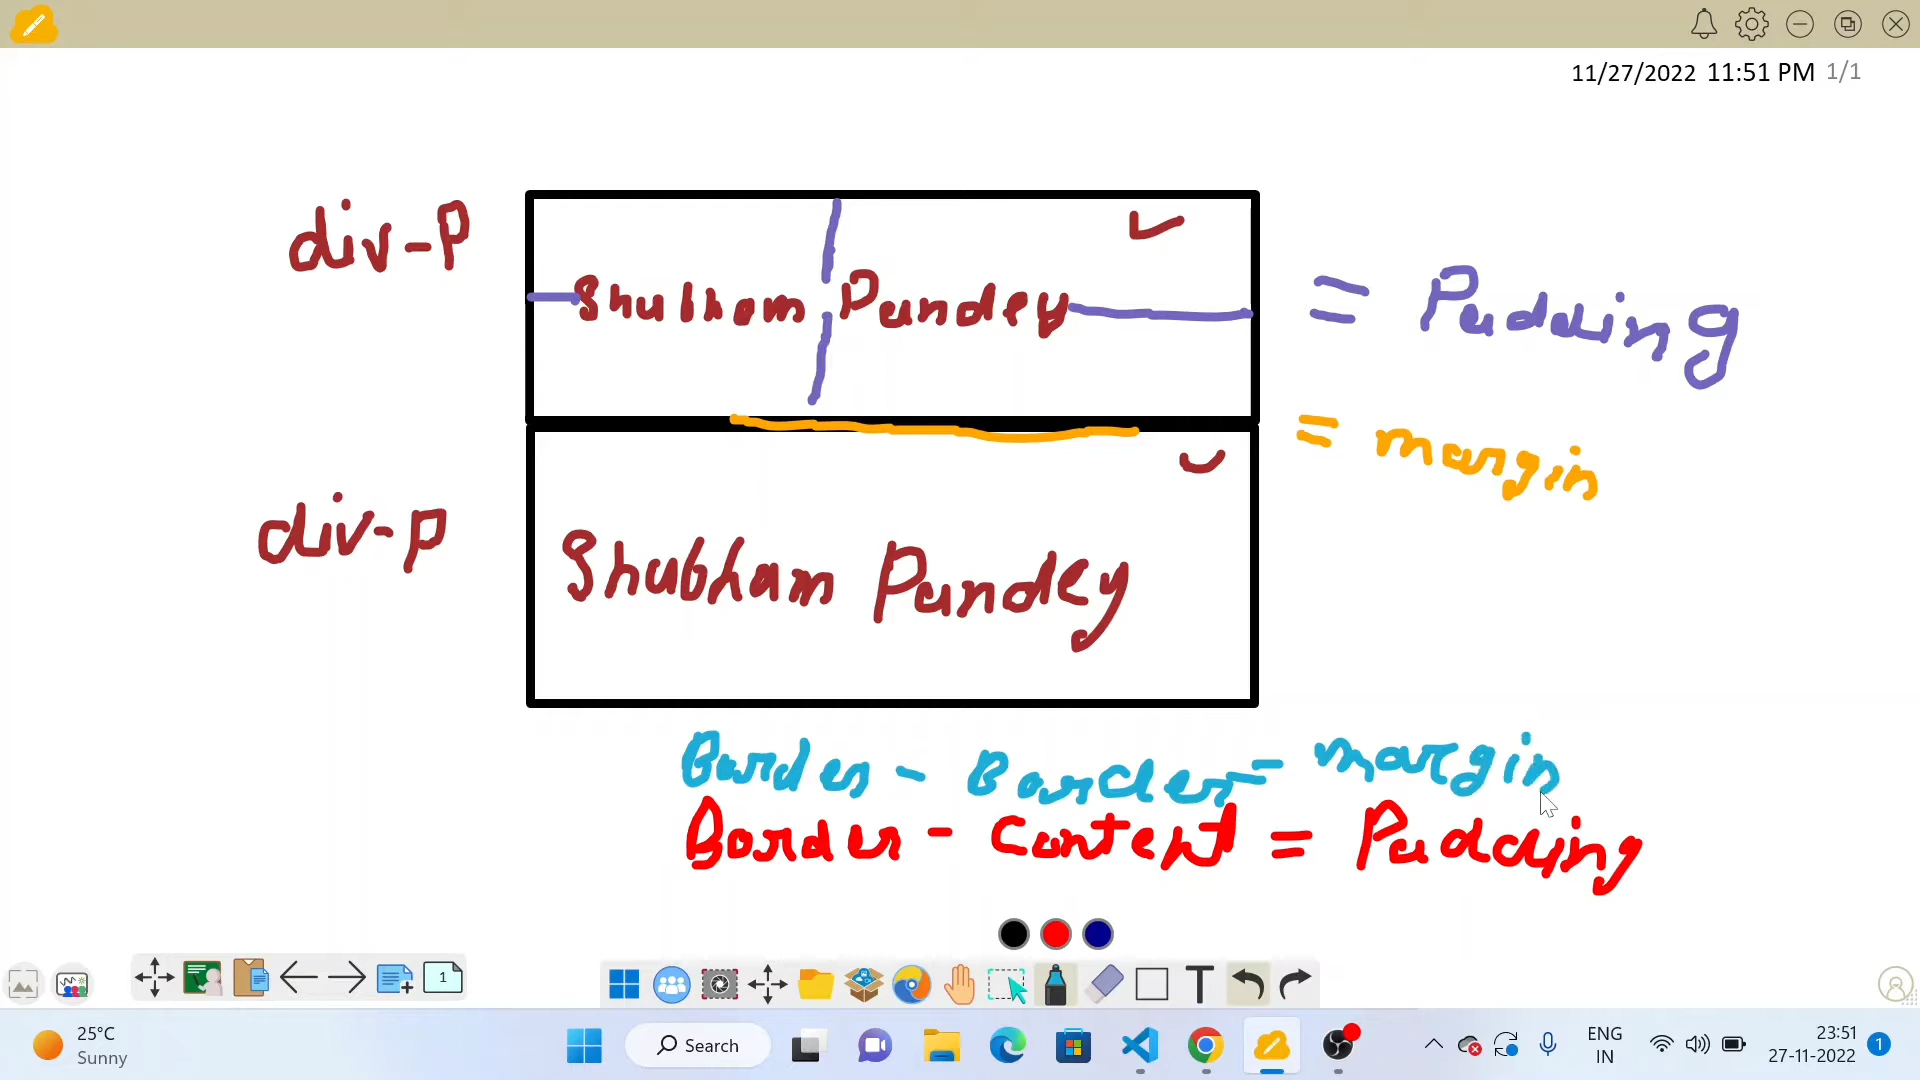 11/27/2022 11:51 PM 1/1
div-P
Shubham Pandey
= Padding
= margin
div-p
Shubham Pandey
Border - Border = margin
Border - Content = Padding
1
25°C
Sunny
Search
ENG
IN
23:51
27-11-2022
1